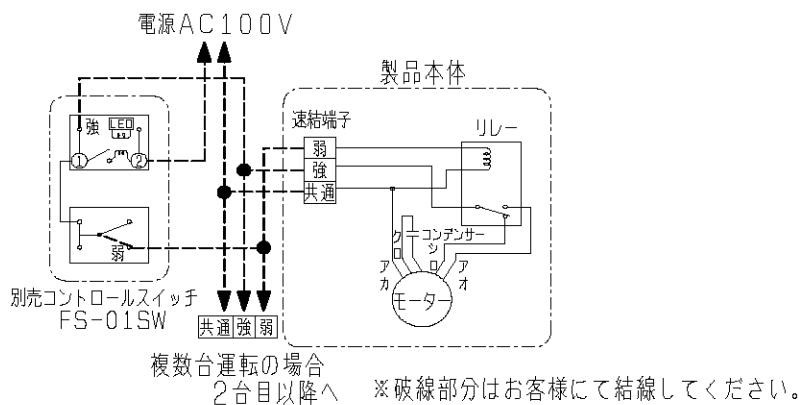 電源AC100V
製品本体
速結端子
弱
強
共通
リレー
強
LED
1
2
弱
別売コントロールスイッチ
FS-01SW
クロ
コンデンサー
シロ
アカ
アオ
モーター
共通 強 弱
複数台運転の場合
2台目以降へ
※破線部分はお客様にて結線してください。